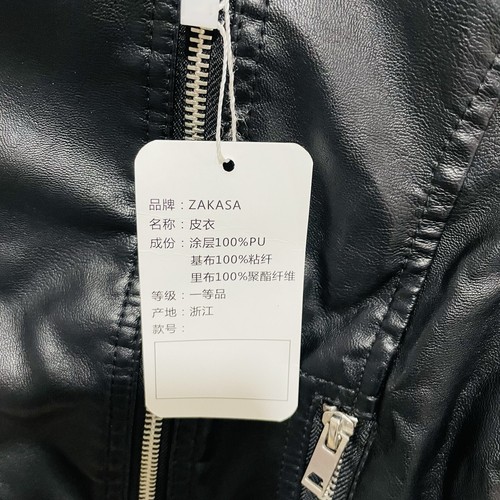 品牌：ZAKASA
名称：皮衣
成份：涂层100%PU
基布100%粘纤
里布100%聚酯纤维
等级：一等品
产地：浙江
款号：